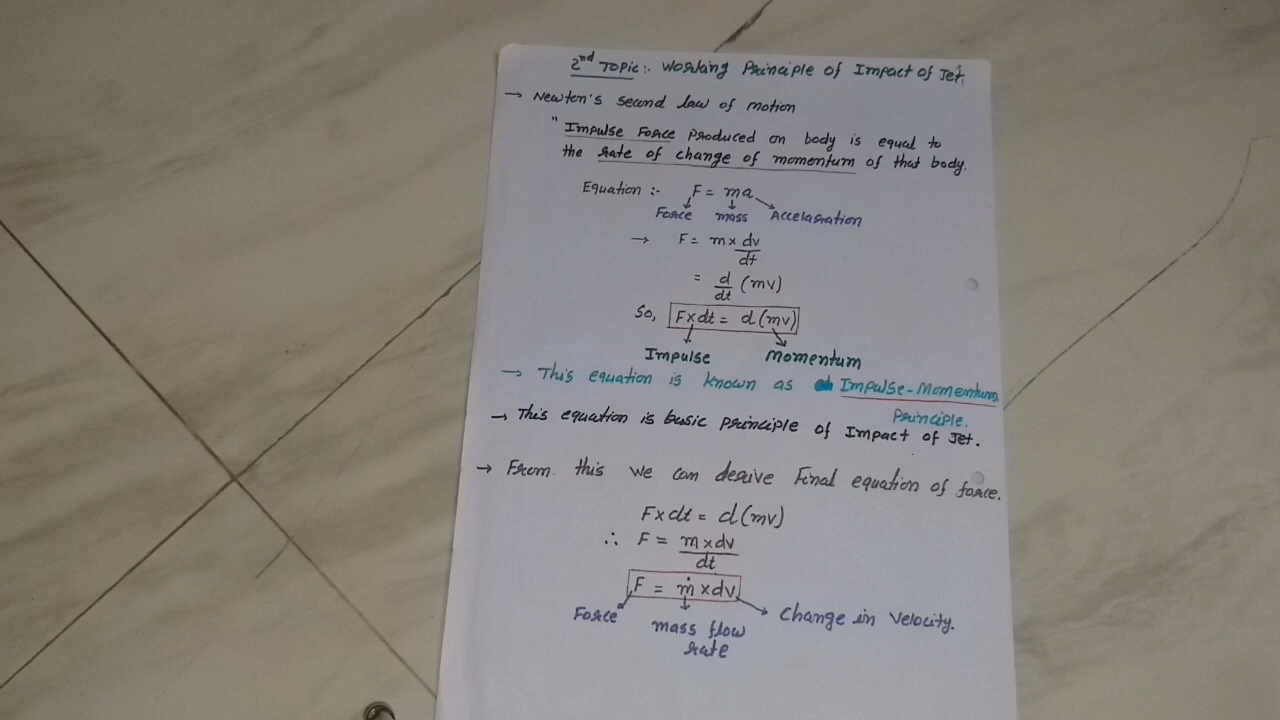 2nd Topic:- Working Principle of Impact of Jet.
→ Newton's second law of motion
"Impulse Force produced on body is equal to
the rate of change of momentum of that body.
Equation :- F = ma
Force mass Accelaration
→ F = m x dv/dt
= d/dt (mv)
So, F x dt = d(mv)
Impulse Momentum
→ This equation is known as Impulse-Momentum
Principle.
→ This equation is basic principle of Impact of Jet.
→ From this we can derive Final equation of force.
F x dt = d(mv)
∴ F = m x dv/dt
F = ṁ x dv
Force mass flow rate Change in velocity.